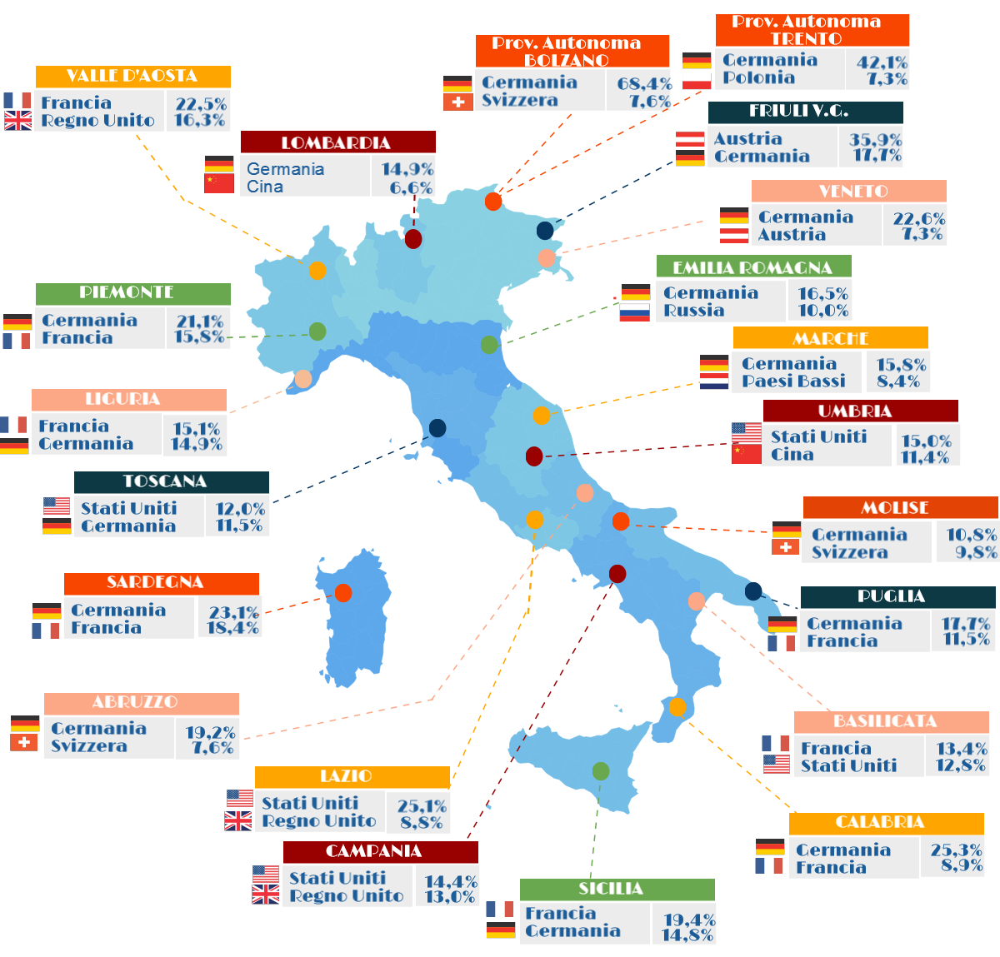 Prov. Autonoma
TRENTO
Germania 42,1%
Polonia 7,3%
Prov. Autonoma
BOLZANO
Germania 68,4%
Svizzera 7,6%
VALLE D'AOSTA
Francia 22,5%
Regno Unito 16,3%
FRIULI V.G.
Austria 35,9%
Germania 17,7%
LOMBARDIA
Germania 14,9%
Cina 6,6%
VENETO
Germania 22,6%
Austria 7,3%
EMILIA ROMAGNA
Germania 16,5%
Russia 10,0%
PIEMONTE
Germania 21,1%
Francia 15,8%
MARCHE
Germania 15,8%
Paesi Bassi 8,4%
LIGURIA
Francia 15,1%
Germania 14,9%
UMBRIA
Stati Uniti 15,0%
Cina 11,4%
TOSCANA
Stati Uniti 12,0%
Germania 11,5%
MOLISE
Germania 10,8%
Svizzera 9,8%
SARDEGNA
Germania 23,1%
Francia 18,4%
PUGLIA
Germania 17,7%
Francia 11,5%
ABRUZZO
Germania 19,2%
Svizzera 7,6%
BASILICATA
Francia 13,4%
Stati Uniti 12,8%
LAZIO
Stati Uniti 25,1%
Regno Unito 8,8%
CALABRIA
Germania 25,3%
Francia 8,9%
CAMPANIA
Stati Uniti 14,4%
Regno Unito 13,0%
SICILIA
Francia 19,4%
Germania 14,8%